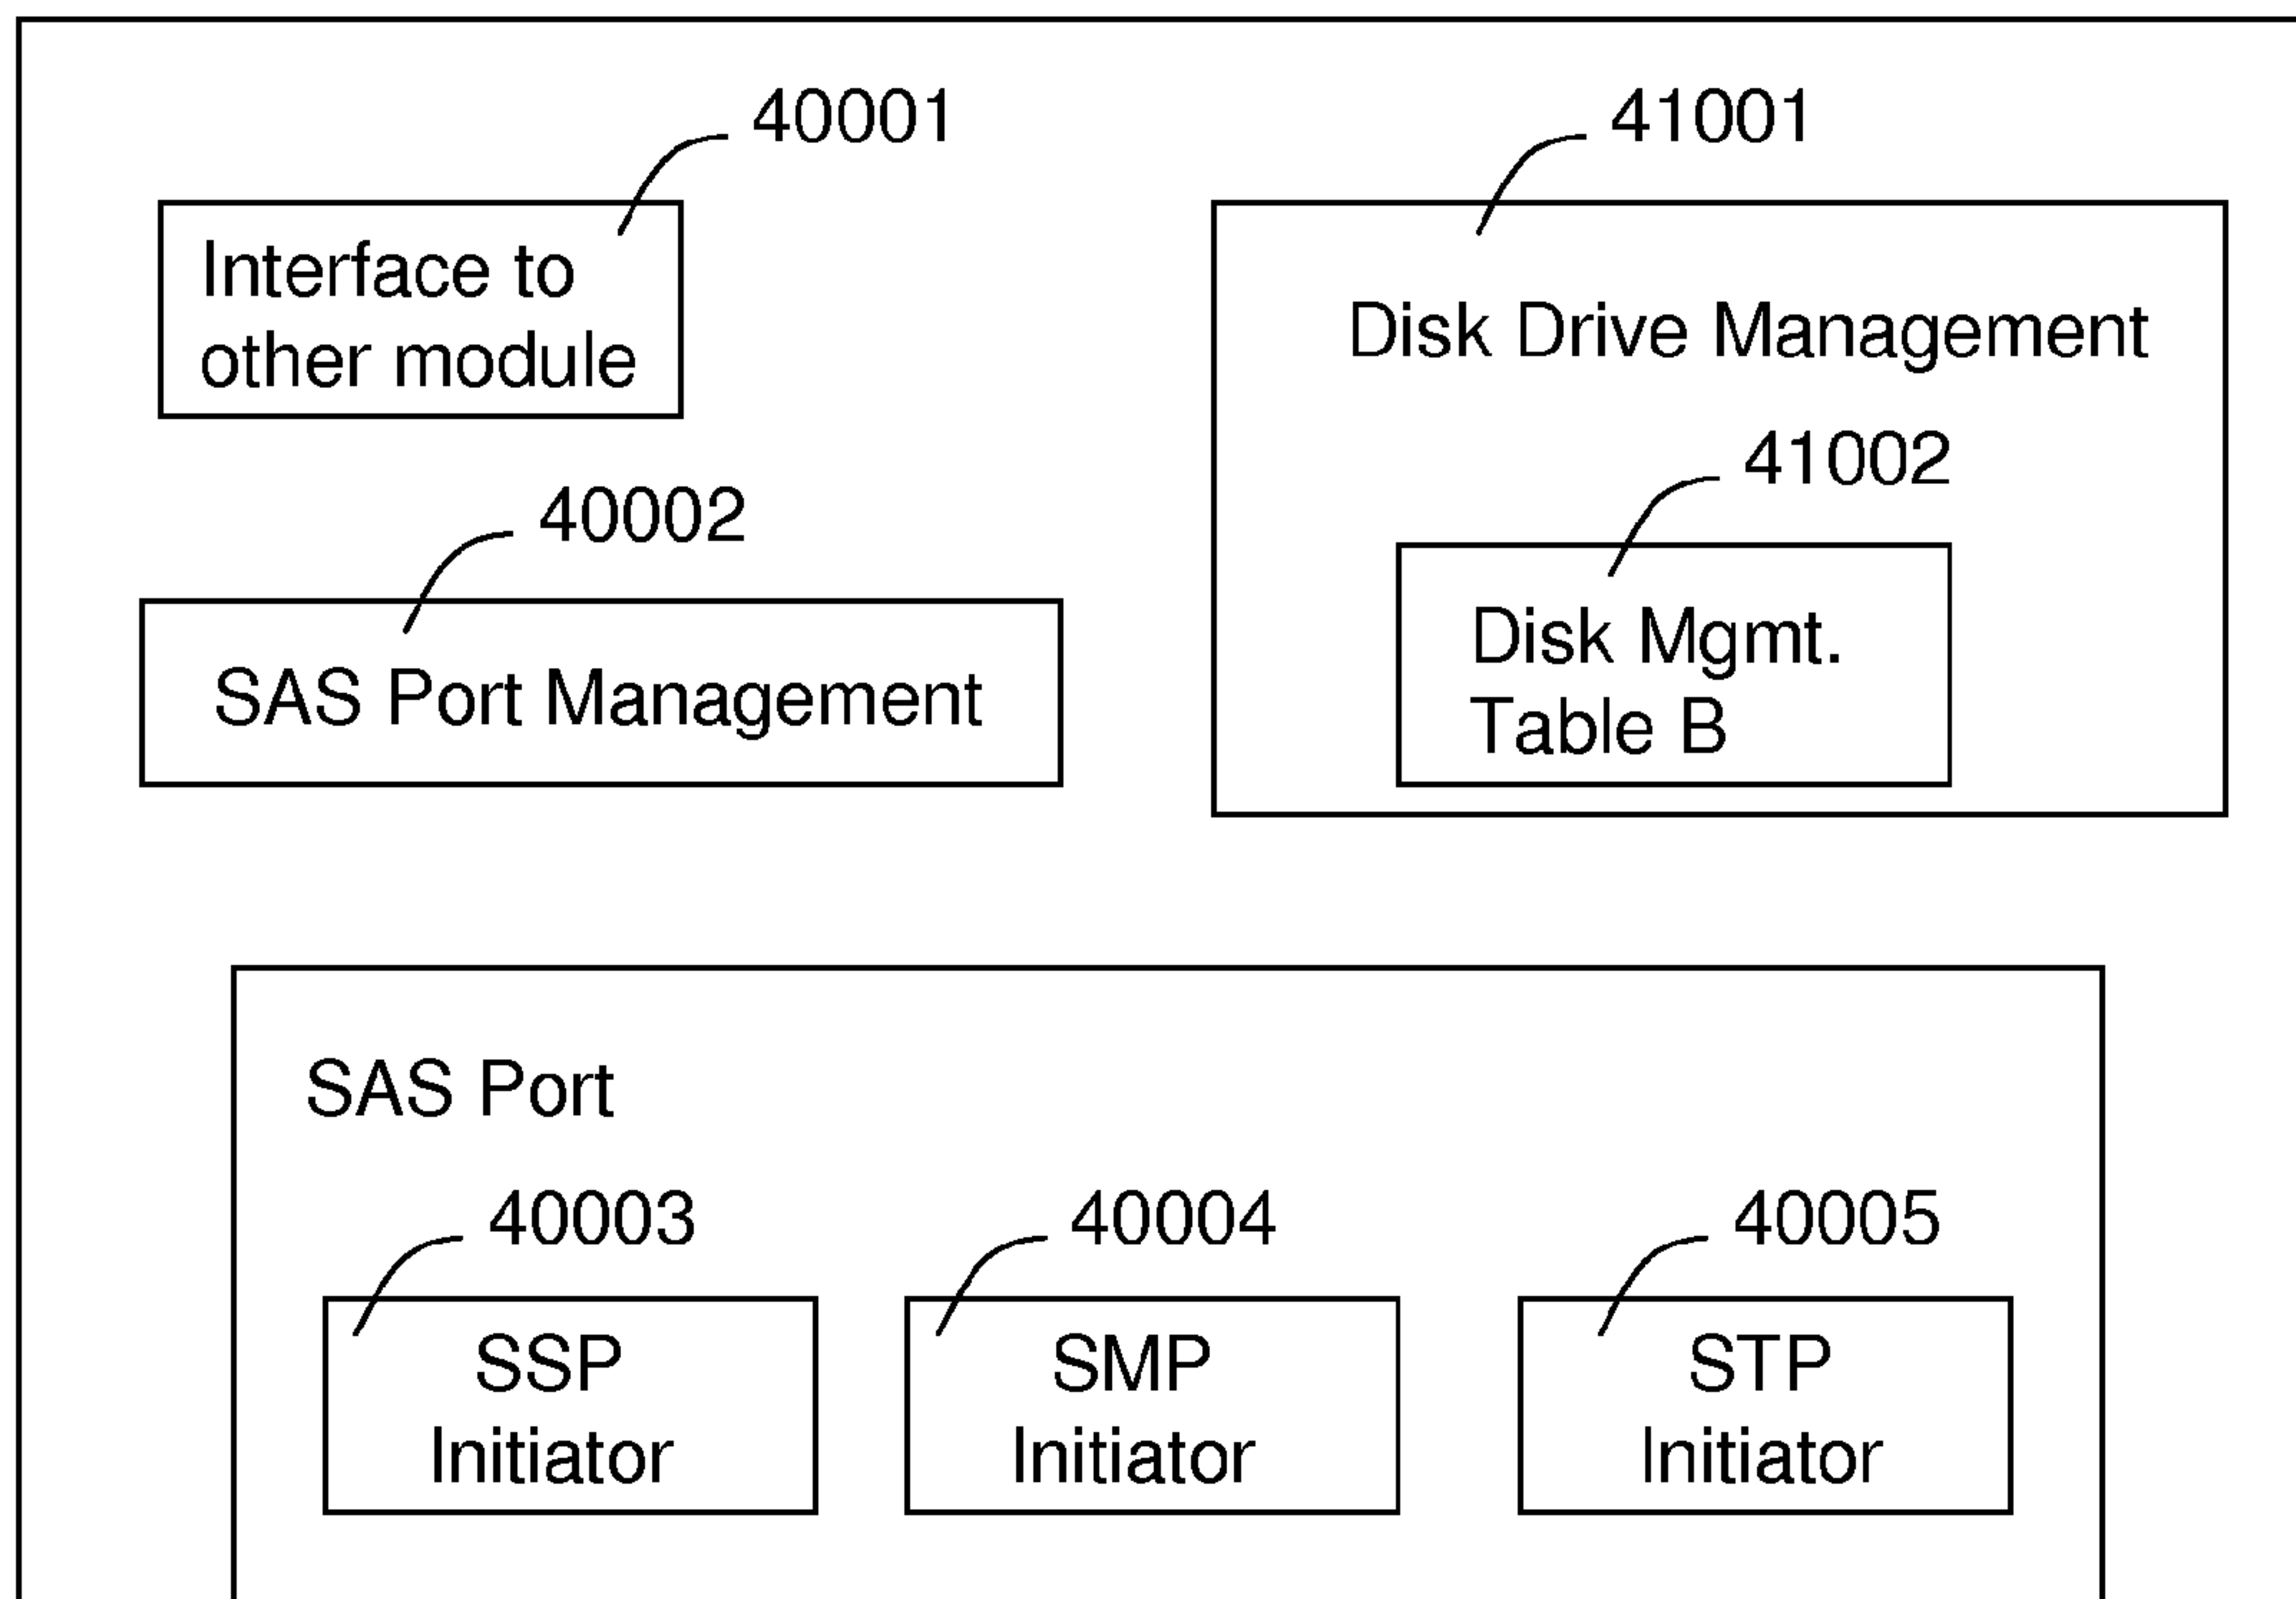 40001
Interface to
other module
41001
Disk Drive Management
41002
Disk Mgmt.
Table B
40002
SAS Port Management
SAS Port
40003
SSP
Initiator
40004
SMP
Initiator
40005
STP
Initiator